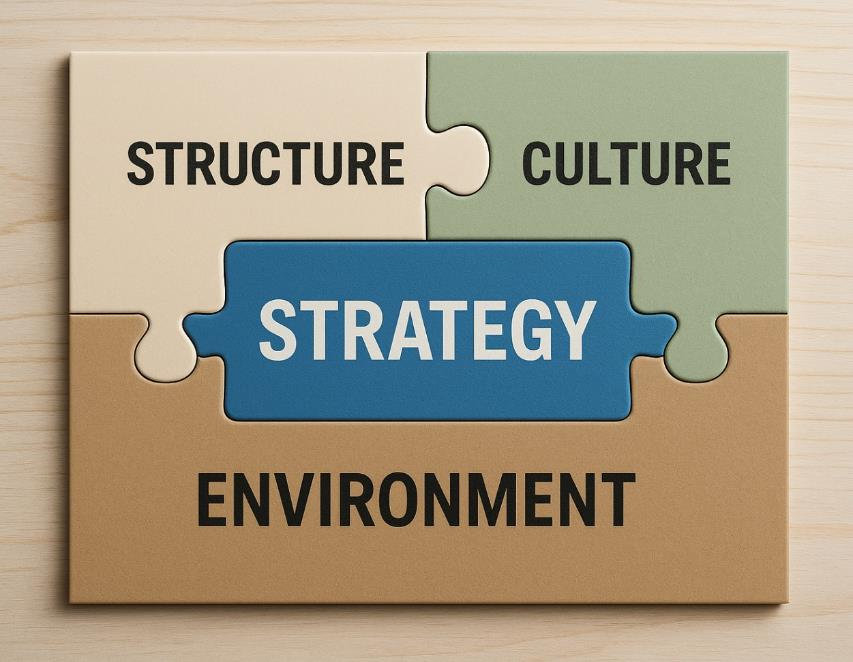 STRUCTURE
CULTURE
STRATEGY
ENVIRONMENT